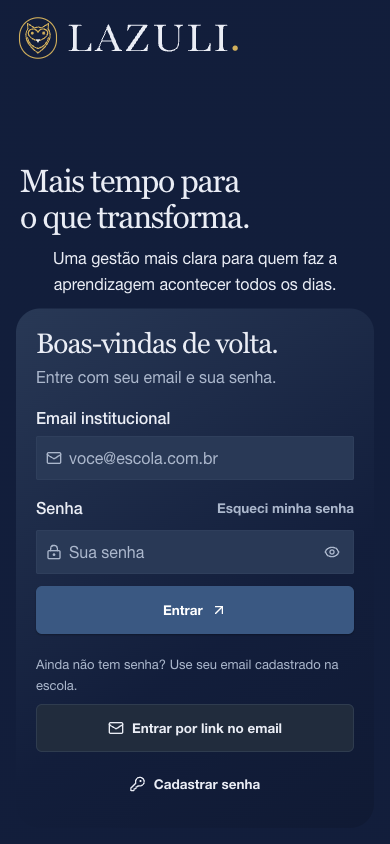 LAZULI.
Mais tempo para
o que transforma.
Uma gestão mais clara para quem faz a
aprendizagem acontecer todos os dias.
Boas-vindas de volta.
Entre com seu email e sua senha.
Email institucional
voce@escola.com.br
Senha
Esqueci minha senha
Sua senha
Entrar
Ainda não tem senha? Use seu email cadastrado na
escola.
Entrar por link no email
Cadastrar senha